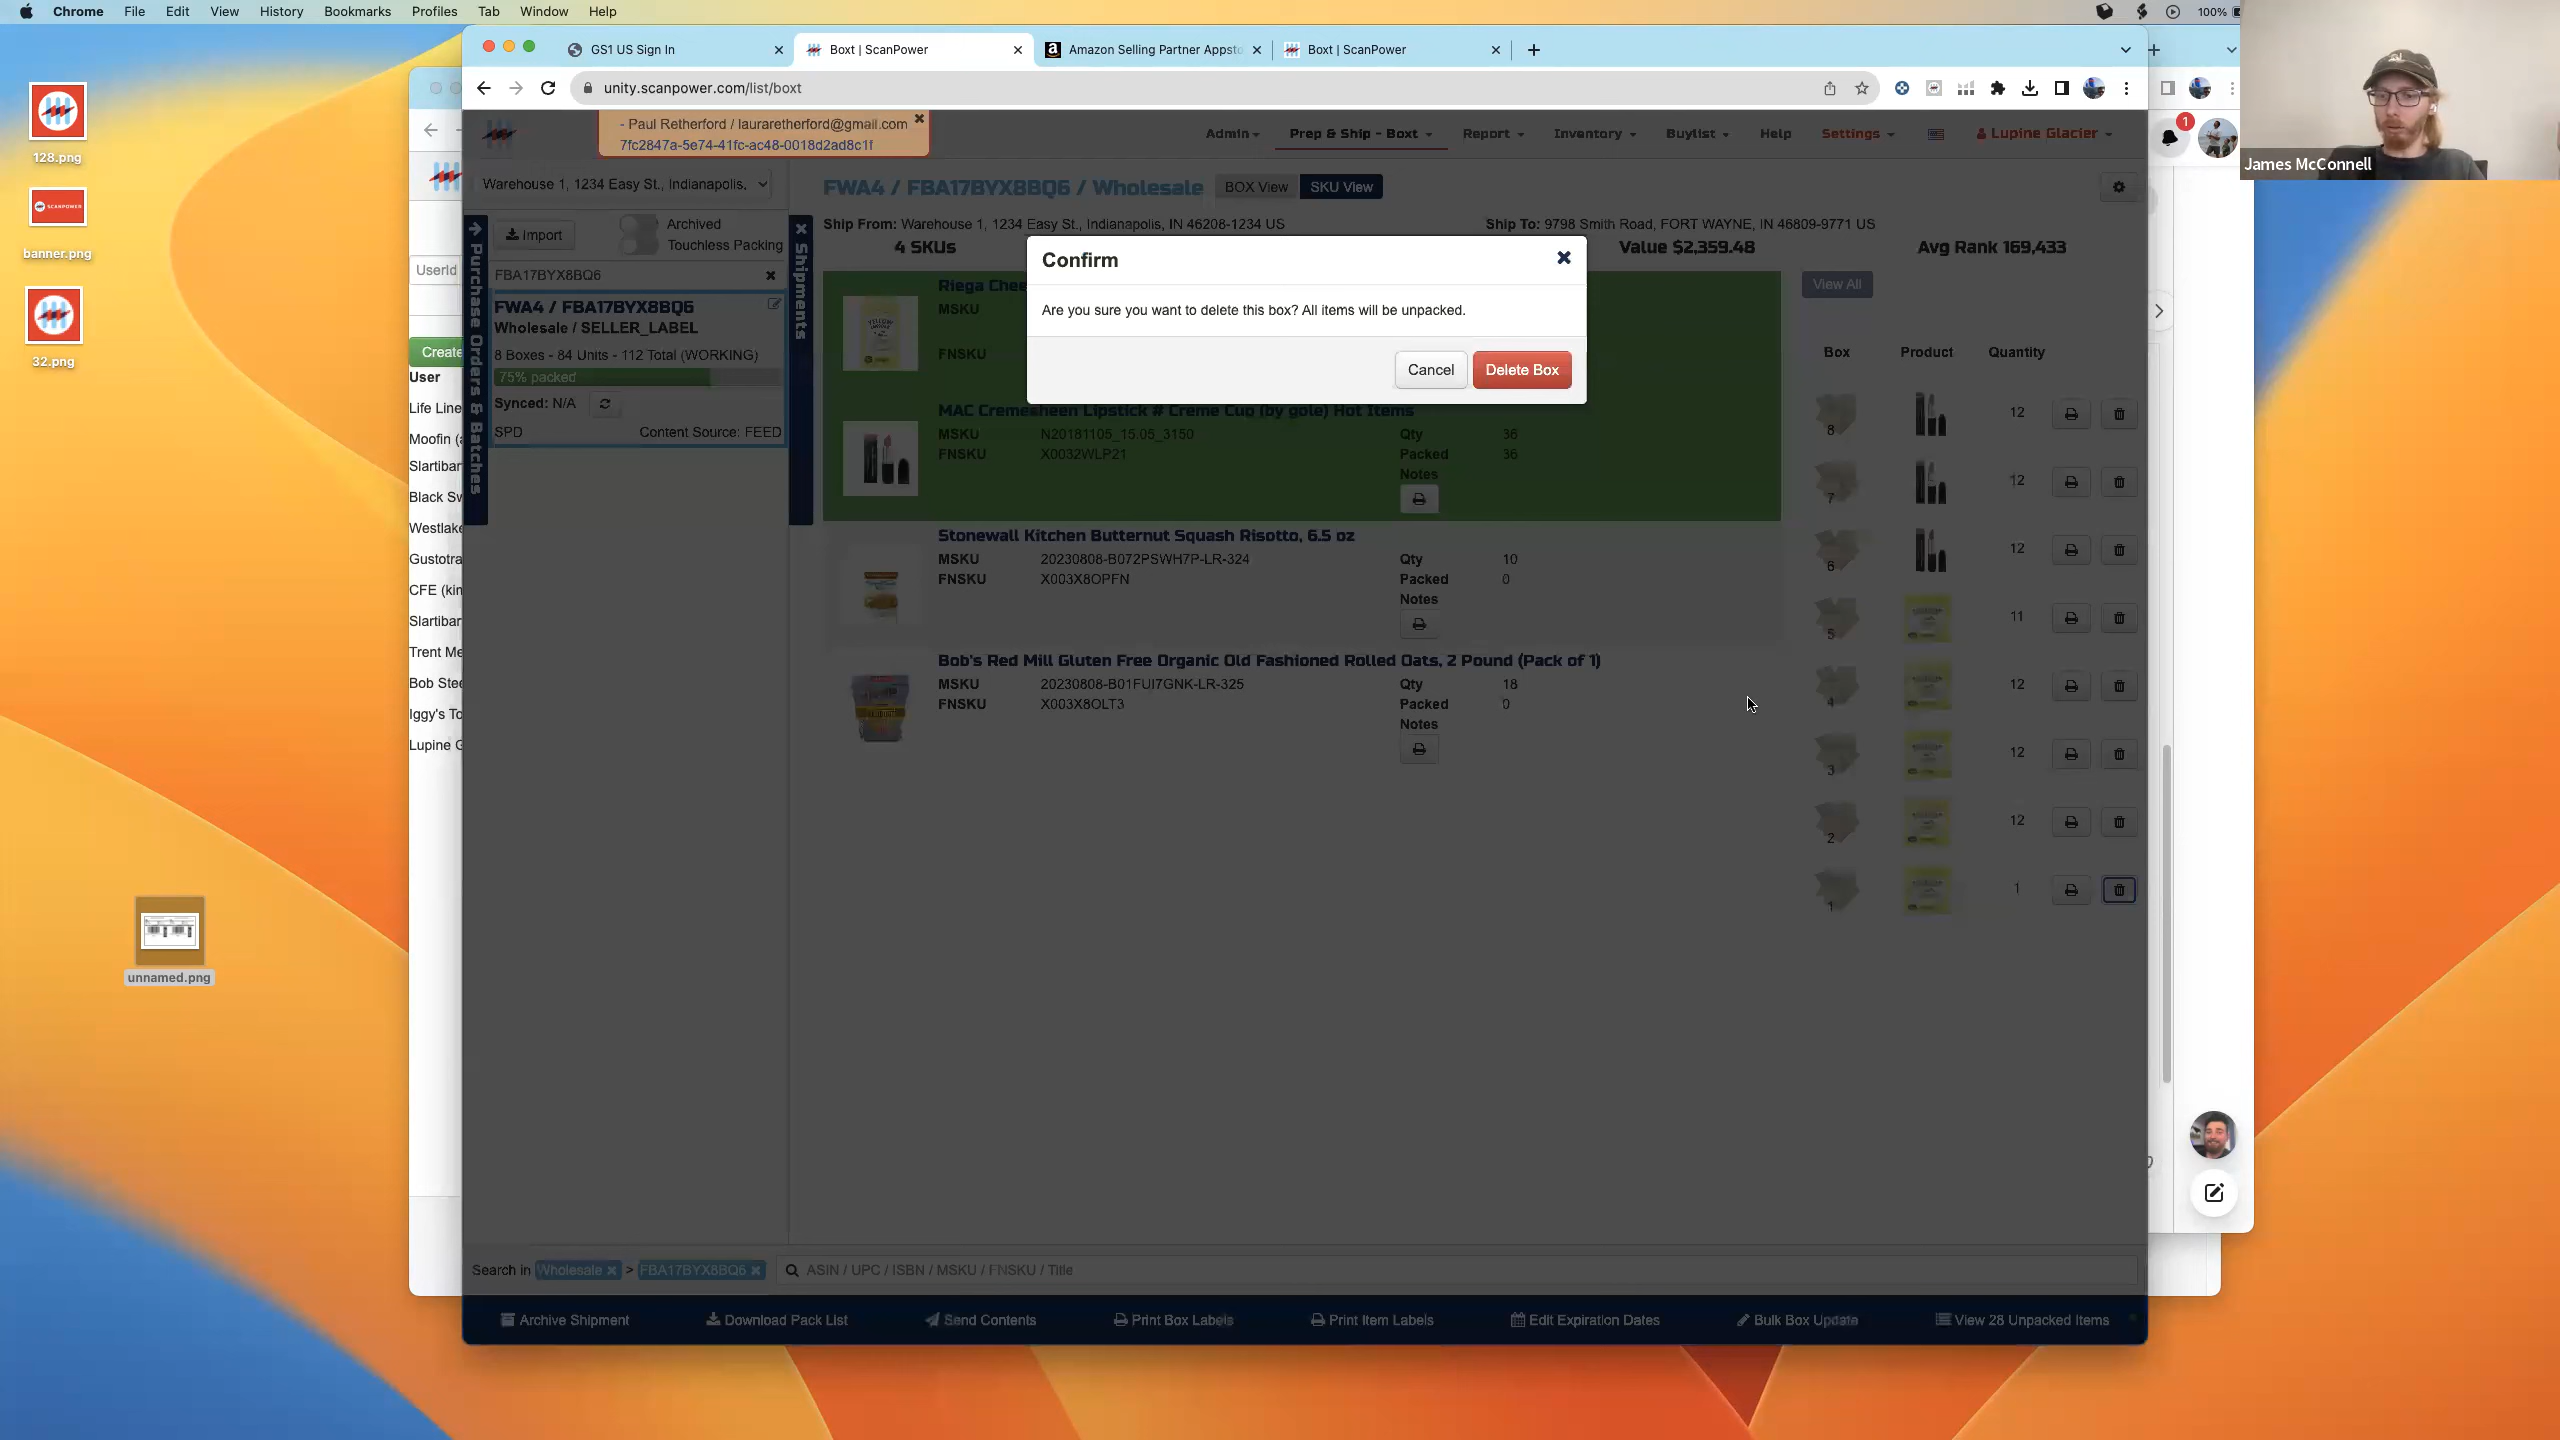 Chrome File Edit View History Bookmarks Profiles Tab Window Help
100%
GS1 US Sign In
Boxt | ScanPower
Amazon Selling Partner Appsto
Boxt | ScanPower
unity.scanpower.com/list/boxt
128.png
SCANPOWER
banner.png
32.png
unnamed.png
James McConnell
1
UserId
Create
User
Life Line
Moofin (a
Slartibar
Black Sw
Westlake
Gustotra
CFE (kin
Slartibar
Trent Me
Bob Stee
Iggy's To
Lupine G
- Paul Retherford / lauraretherford@gmail.com
7fc2847a-5e74-41fc-ac48-0018d2ad8c1f
Admin Prep & Ship - Boxt Report Inventory Buylist Help Settings Lupine Glacier
Warehouse 1, 1234 Easy St., Indianapolis,
Import
Archived
Touchless Packing
Purchase Orders & Batches
Shipments
FBA17BYX8BQ6
FWA4 / FBA17BYX8BQ6
Wholesale / SELLER_LABEL
8 Boxes - 84 Units - 112 Total (WORKING)
75% packed
Synced: N/A
SPD Content Source: FEED
FWA4 / FBA17BYX8BQ6 / Wholesale BOX View SKU View
Ship From: Warehouse 1, 1234 Easy St., Indianapolis, IN 46208-1234 US
Ship To: 9798 Smith Road, FORT WAYNE, IN 46809-9771 US
4 SKUs Value $2,359.48 Avg Rank 169,433
Confirm
Are you sure you want to delete this box? All items will be unpacked.
Cancel Delete Box
Riega Chee
MSKU
FNSKU
MAC Cremesheen Lipstick # Creme Cup (by gole) Hot Items
MSKU N20181105_15.05_3150 Qty 36
FNSKU X0032WLP21 Packed 36
Notes
Stonewall Kitchen Butternut Squash Risotto, 6.5 oz
MSKU 20230808-B072PSWH7P-LR-324 Qty 10
FNSKU X003X8OPFN Packed 0
Notes
Bob's Red Mill Gluten Free Organic Old Fashioned Rolled Oats, 2 Pound (Pack of 1)
MSKU 20230808-B01FUI7GNK-LR-325 Qty 18
FNSKU X003X8OLT3 Packed 0
Notes
View All
Box Product Quantity
8 12
7 12
6 12
5 11
4 12
3 12
2 12
1 1
Search in Wholesale > FBA17BYX8BQ6 ASIN / UPC / ISBN / MSKU / FNSKU / Title
Archive Shipment Download Pack List Send Contents Print Box Labels Print Item Labels Edit Expiration Dates Bulk Box Update View 28 Unpacked Items